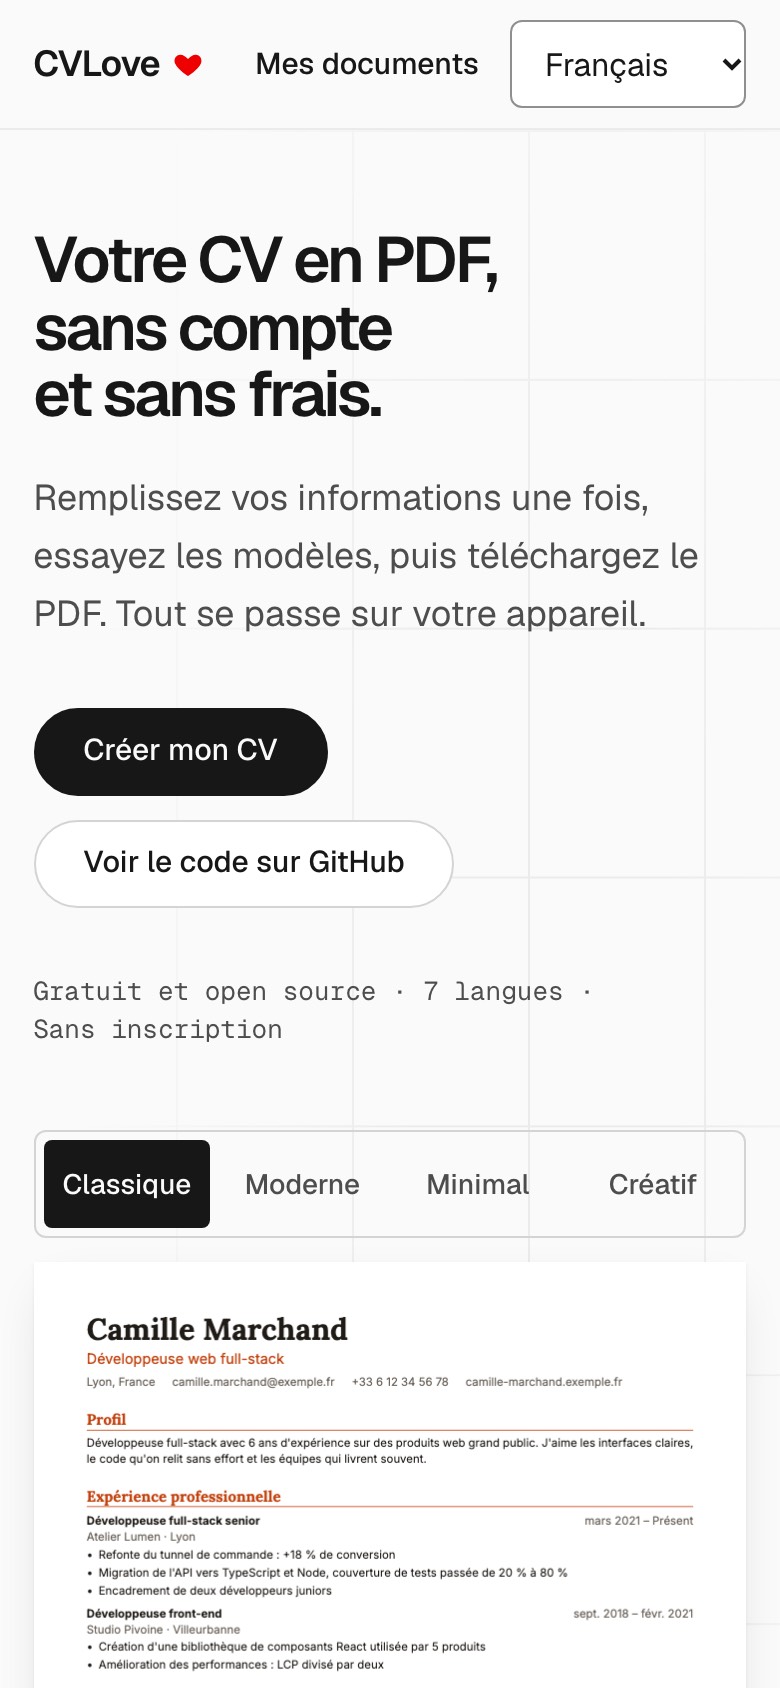 CVLove Mes documents Français
Votre CV en PDF,
sans compte
et sans frais.
Remplissez vos informations une fois,
essayez les modèles, puis téléchargez le
PDF. Tout se passe sur votre appareil.
Créer mon CV
Voir le code sur GitHub
Gratuit et open source · 7 langues ·
Sans inscription
Classique Moderne Minimal Créatif
Camille Marchand
Développeuse web full-stack
Lyon, France camille.marchand@exemple.fr +33 6 12 34 56 78 camille-marchand.exemple.fr
Profil
Développeuse full-stack avec 6 ans d'expérience sur des produits web grand public. J'aime les interfaces claires,
le code qu'on relit sans effort et les équipes qui livrent souvent.
Expérience professionnelle
Développeuse full-stack senior mars 2021 – Présent
Atelier Lumen · Lyon
• Refonte du tunnel de commande : +18 % de conversion
• Migration de l'API vers TypeScript et Node, couverture de tests passée de 20 % à 80 %
• Encadrement de deux développeurs juniors
Développeuse front-end sept. 2018 – févr. 2021
Studio Pivoine · Villeurbanne
• Création d'une bibliothèque de composants React utilisée par 5 produits
• Amélioration des performances : LCP divisé par deux